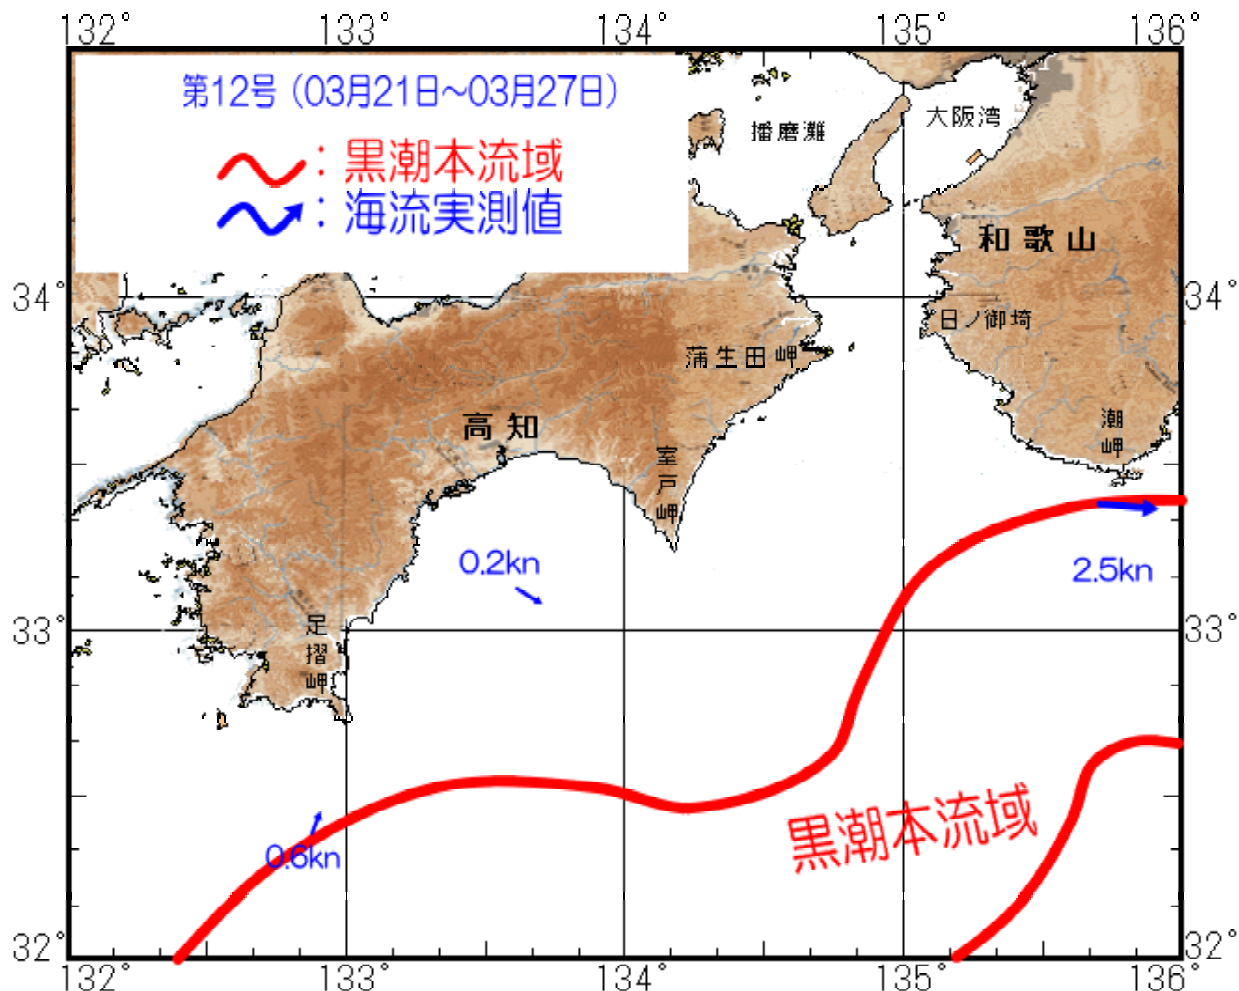 132° 133° 134° 135° 136°
第12号（03月21日～03月27日）
：黒潮本流域
：海流実測値
播磨灘
大阪湾
和歌山
34° 34°
日ノ御埼
蒲生田岬
高知
潮岬
室戸岬
0.2kn
2.5kn
33° 33°
足摺岬
黒潮本流域
0.6kn
32° 32°
132° 133° 134° 135° 136°